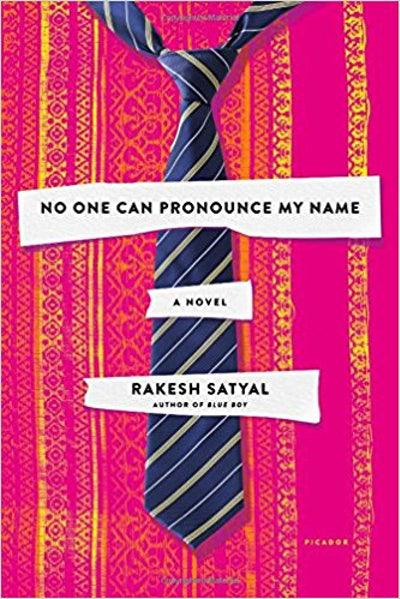 NO ONE CAN PRONOUNCE MY NAME
A NOVEL
RAKESH SATYAL
AUTHOR OF BLUE BOY
PICADOR